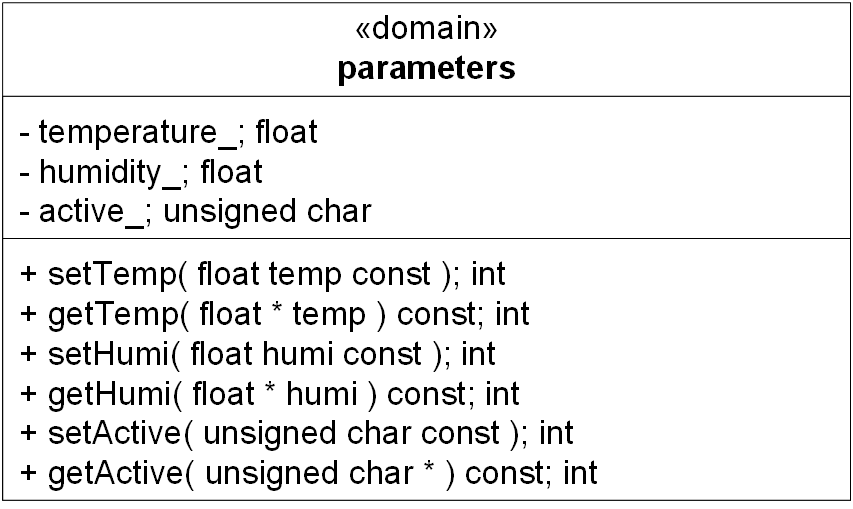 «domain»
parameters
- temperature_; float
- humidity_; float
- active_; unsigned char
+ setTemp( float temp const ); int
+ getTemp( float * temp ) const; int
+ setHumi( float humi const ); int
+ getHumi( float * humi ) const; int
+ setActive( unsigned char const ); int
+ getActive( unsigned char * ) const; int